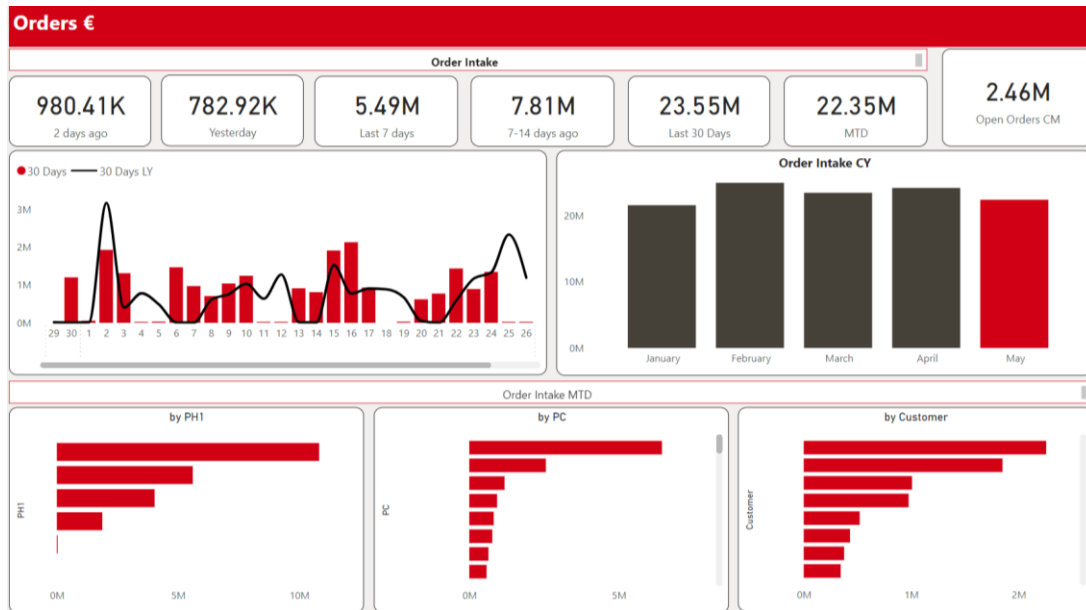 Orders €
Order Intake
980.41K
2 days ago
782.92K
Yesterday
5.49M
Last 7 days
7.81M
7-14 days ago
23.55M
Last 30 Days
22.35M
MTD
2.46M
Open Orders CM
30 Days 30 Days LY
3M
2M
1M
0M
29 30 1 2 3 4 5 6 7 8 9 10 11 12 13 14 15 16 17 18 19 20 21 22 23 24 25 26
Order Intake CY
20M
10M
0M
January February March April May
Order Intake MTD
by PH1
PH1
0M 5M 10M
by PC
PC
0M 5M
by Customer
Customer
0M 1M 2M